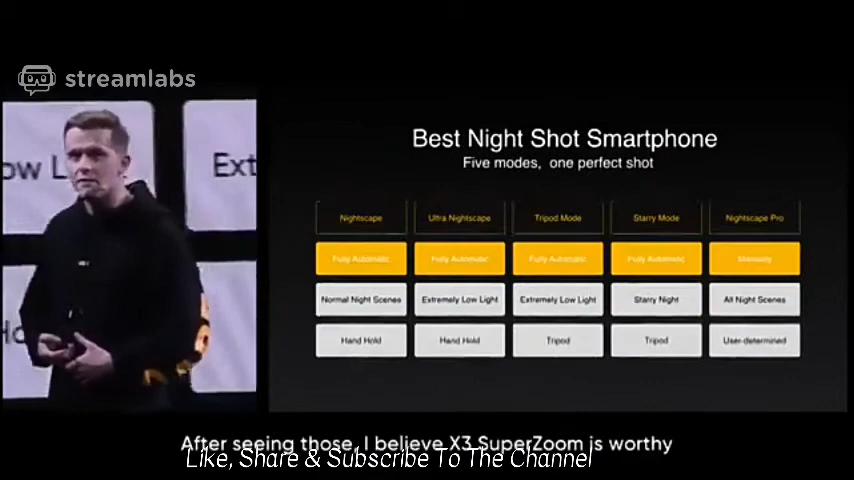 streamlabs
ow L
Ext
Best Night Shot Smartphone
Five modes, one perfect shot
Nightscape Ultra Nightscape Tripod Mode Starry Mode Nightscape Pro
Fully Automatic Fully Automatic Fully Automatic Fully Automatic Manually
Normal Night Scenes Extremely Low Light Extremely Low Light Starry Night All Night Scenes
Hand Hold Hand Hold Tripod Tripod User-determined
After seeing those, I believe X3 SuperZoom is worthy
Like, Share & Subscribe To The Channel